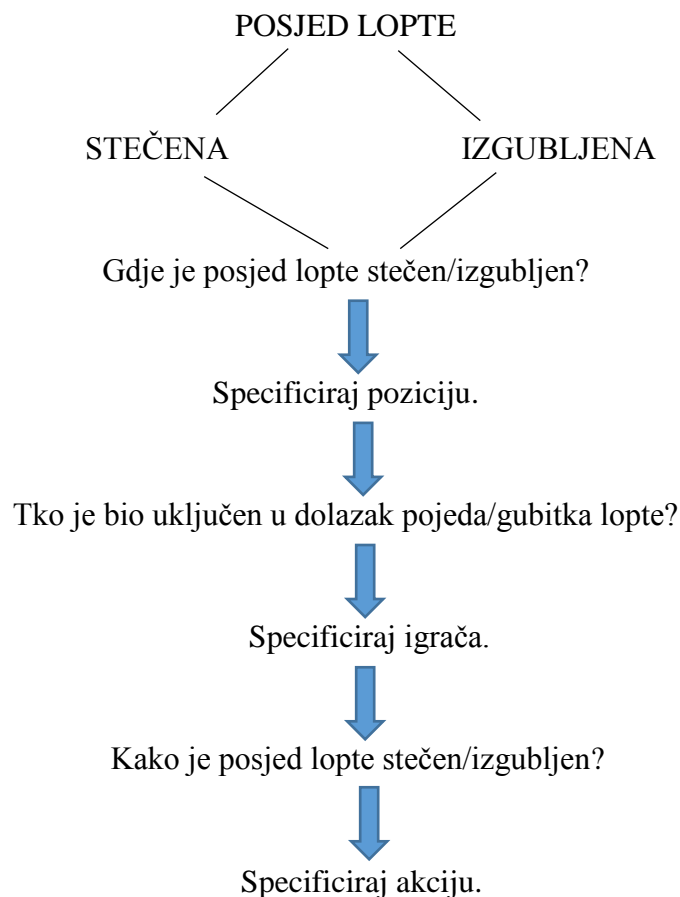 POSJED LOPTE
STEČENA IZGUBLJENA
Gdje je posjed lopte stečen/izgubljen?
Specificiraj poziciju.
Tko je bio uključen u dolazak pojeda/gubitka lopte?
Specificiraj igrača.
Kako je posjed lopte stečen/izgubljen?
Specificiraj akciju.